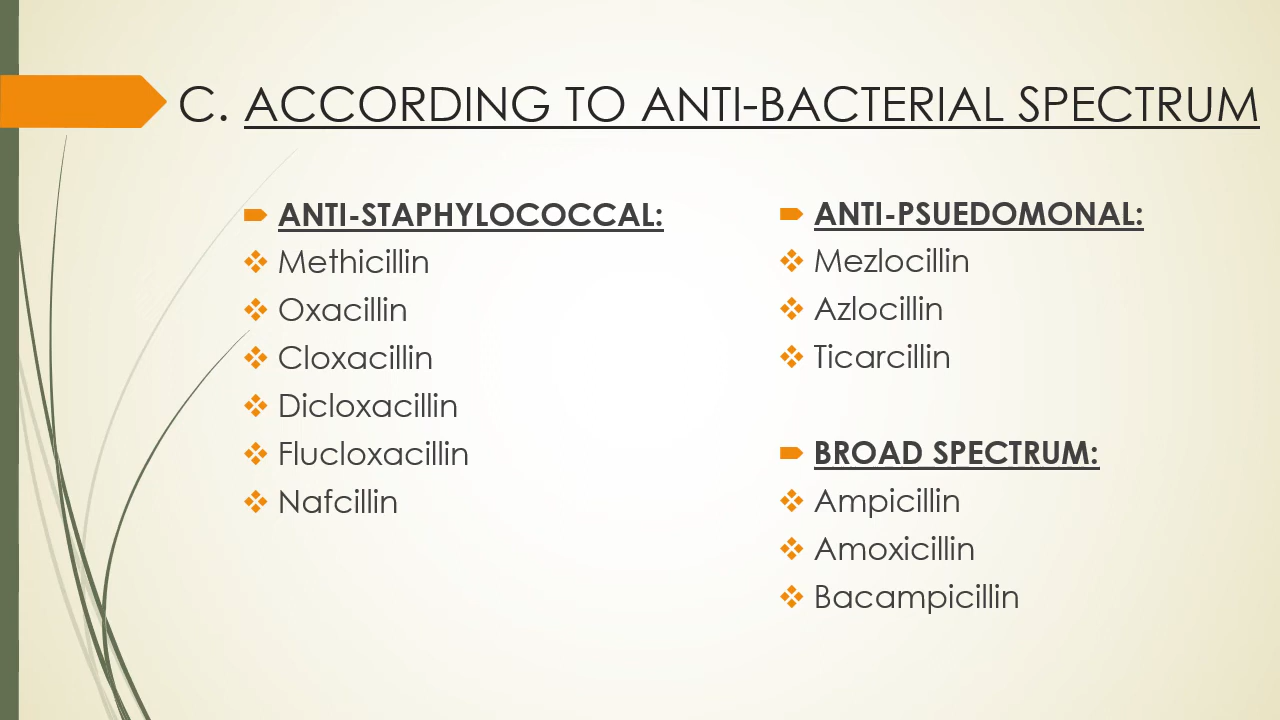 C. ACCORDING TO ANTI-BACTERIAL SPECTRUM
ANTI-STAPHYLOCOCCAL:
Methicillin
Oxacillin
Cloxacillin
Dicloxacillin
Flucloxacillin
Nafcillin
ANTI-PSUEDOMONAL:
Mezlocillin
Azlocillin
Ticarcillin
BROAD SPECTRUM:
Ampicillin
Amoxicillin
Bacampicillin